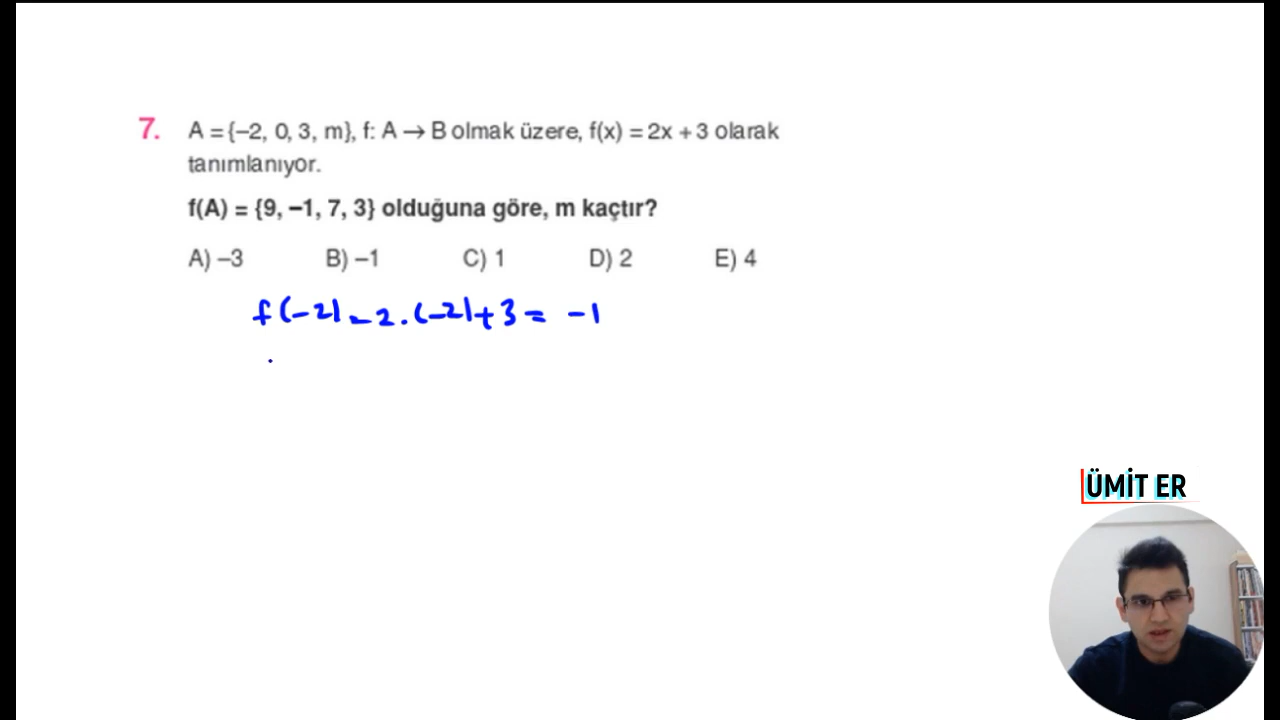 7. A = {–2, 0, 3, m}, f: A → B olmak üzere, f(x) = 2x + 3 olarak
tanımlanıyor.
f(A) = {9, –1, 7, 3} olduğuna göre, m kaçtır?
A) –3 B) –1 C) 1 D) 2 E) 4
f(-2) = 2.(-2)+3 = -1
ÜMİT ER